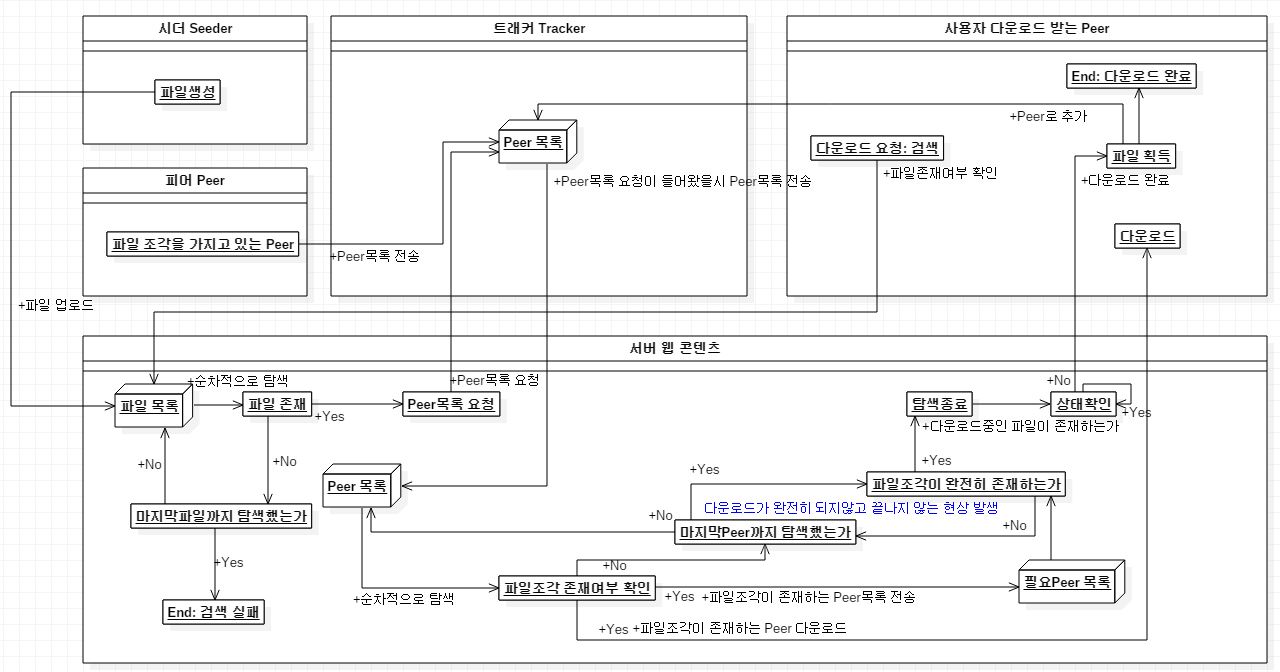 시더 Seeder
트래커 Tracker
사용자 다운로드 받는 Peer
파일생성
End: 다운로드 완료
+Peer로 추가
Peer 목록
다운로드 요청: 검색
파일 획득
+파일존재여부 확인
+다운로드 완료
+Peer목록 요청이 들어왔을시 Peer목록 전송
피어 Peer
파일 조각을 가지고 있는 Peer
+Peer목록 전송
다운로드
+파일 업로드
서버 웹 콘텐츠
+순차적으로 탐색
+Peer목록 요청
+No
파일 목록
파일 존재
+Yes
Peer목록 요청
탐색종료
상태확인
+Yes
+다운로드중인 파일이 존재하는가
+No
+No
+Yes
+Yes
Peer 목록
파일조각이 완전히 존재하는가
다운로드가 완전히 되지않고 끝나지 않는 현상 발생
마지막파일까지 탐색했는가
+No
+No
마지막Peer까지 탐색했는가
+Yes
+No
파일조각 존재여부 확인
필요Peer 목록
+순차적으로 탐색
+Yes
+파일조각이 존재하는 Peer목록 전송
End: 검색 실패
+Yes
+파일조각이 존재하는 Peer 다운로드